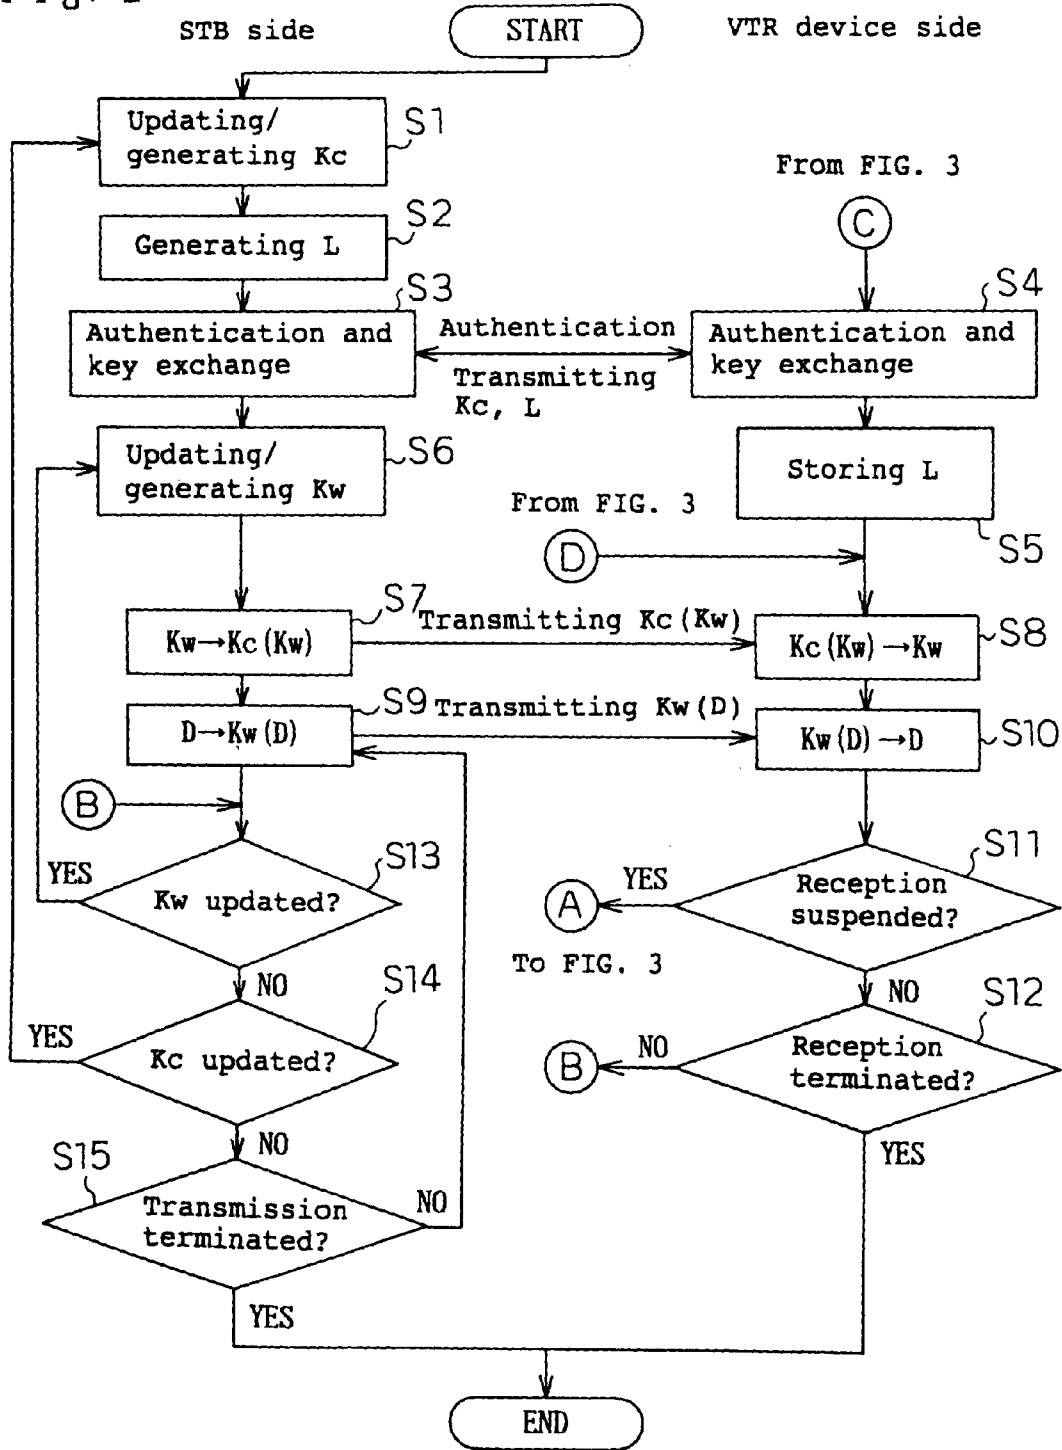 STB side
START
VTR device side
Updating/
generating Kc
S1
From FIG. 3
C
Generating L
S2
Authentication and
key exchange
S3
Authentication
Transmitting
Kc, L
Authentication and
key exchange
S4
Updating/
generating Kw
S6
Storing L
S5
From FIG. 3
D
Kw→Kc(Kw)
S7
Transmitting Kc(Kw)
Kc(Kw)→Kw
S8
D→Kw(D)
S9
Transmitting Kw(D)
Kw(D)→D
S10
B
Kw updated?
S13
YES
NO
Reception
suspended?
S11
YES
A
To FIG. 3
NO
Kc updated?
S14
YES
NO
Reception
terminated?
S12
NO
B
YES
S15
Transmission
terminated?
NO
YES
END